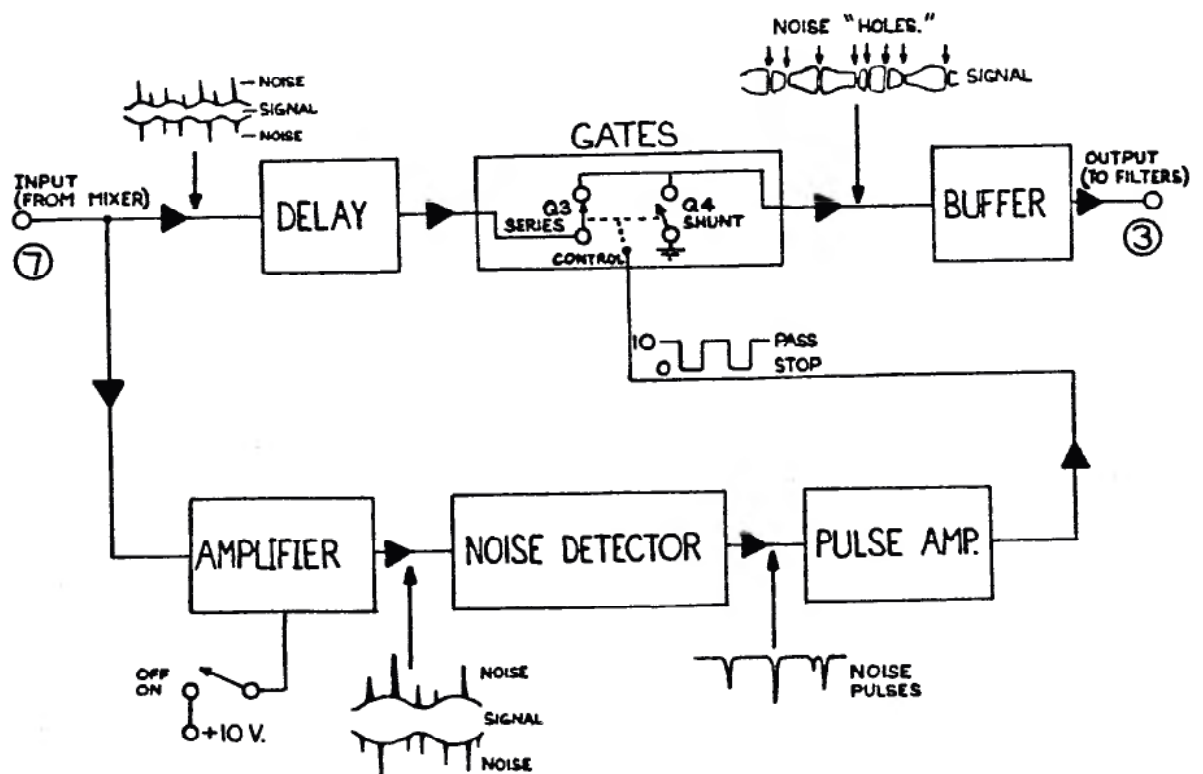 NOISE "HOLES."
SIGNAL
NOISE
SIGNAL
NOISE
GATES
INPUT
(FROM MIXER)
7
DELAY
Q3
SERIES
Q4
SHUNT
CONTROL
BUFFER
OUTPUT
(TO FILTERS)
3
10
PASS
0
STOP
AMPLIFIER
NOISE DETECTOR
PULSE AMP.
OFF
ON
+10 V.
NOISE
SIGNAL
NOISE
NOISE
PULSES